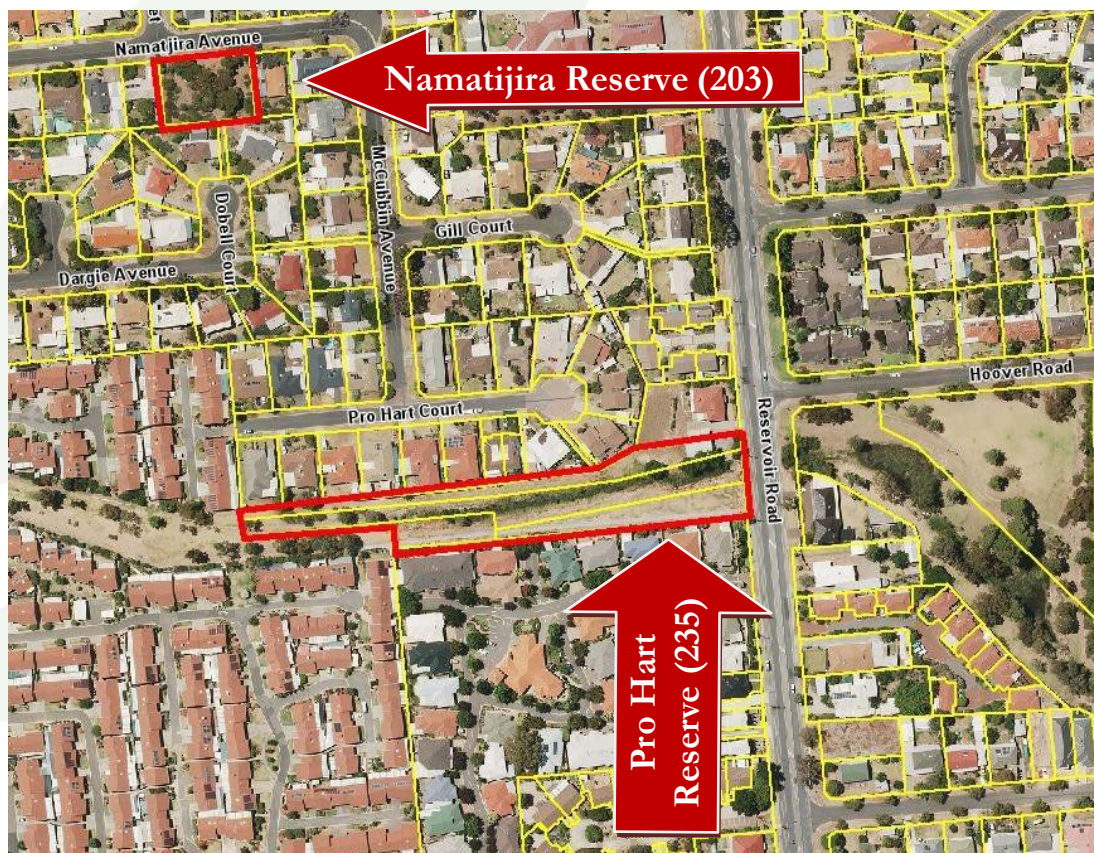 Namatjira Avenue
Namatijira Reserve (203)
McCubbin Avenue
Dobell Court
Gill Court
Dargie Avenue
Hoover Road
Pro Hart Court
Reservoir Road
Pro Hart
Reserve (235)